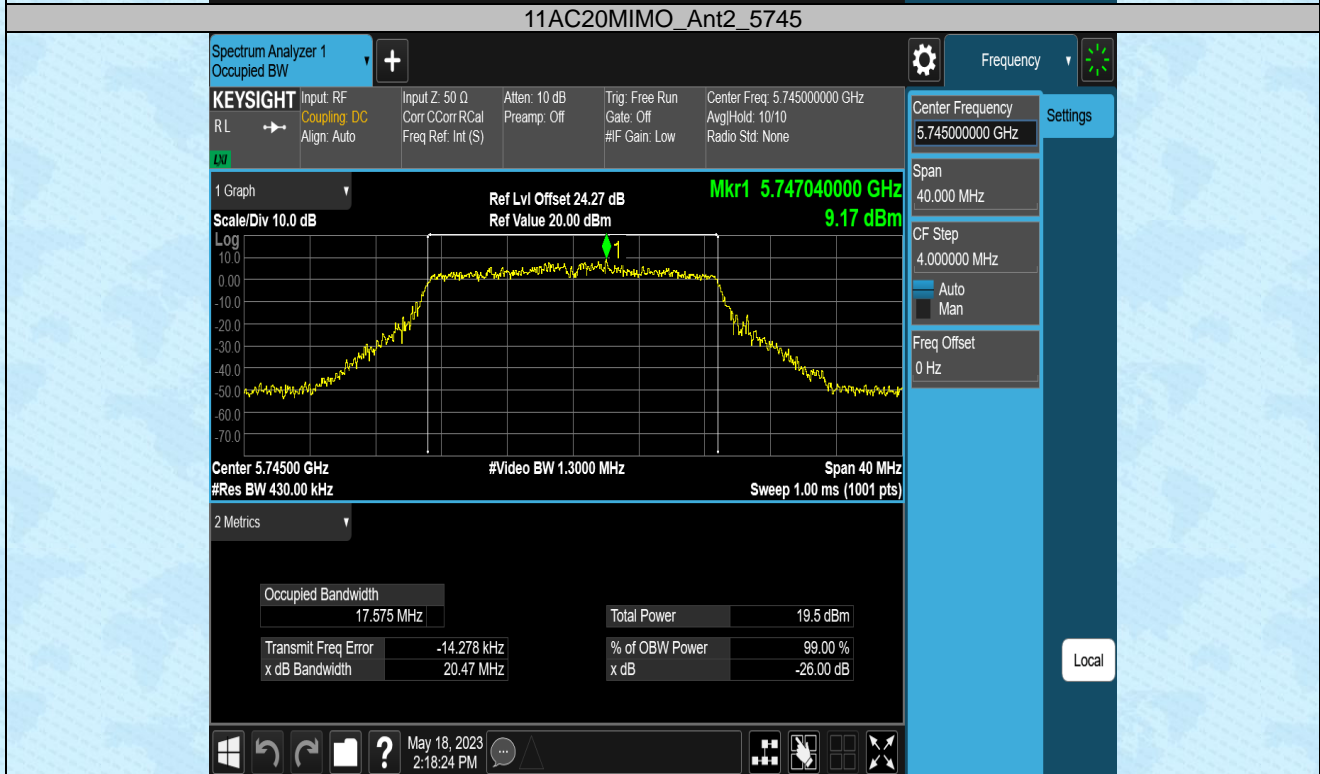 11AC20MIMO_Ant2_5745
Spectrum Analyzer 1
Occupied BW
+
Frequency
KEYSIGHT
R L
LXI
Input: RF
Coupling: DC
Align: Auto
Input Z: 50 Ω
Corr CCorr RCal
Freq Ref: Int (S)
Atten: 10 dB
Preamp: Off
Trig: Free Run
Gate: Off
#IF Gain: Low
Center Freq: 5.745000000 GHz
Avg|Hold: 10/10
Radio Std: None
Center Frequency
5.745000000 GHz
Settings
Span
40.000 MHz
CF Step
4.000000 MHz
Auto
Man
Freq Offset
0 Hz
Local
1 Graph
Scale/Div 10.0 dB
Ref Lvl Offset 24.27 dB
Ref Value 20.00 dBm
Mkr1 5.747040000 GHz
9.17 dBm
Log
1
10.0
0.00
-10.0
-20.0
-30.0
-40.0
-50.0
-60.0
-70.0
Center 5.74500 GHz
#Res BW 430.00 kHz
#Video BW 1.3000 MHz
Span 40 MHz
Sweep 1.00 ms (1001 pts)
2 Metrics
Occupied Bandwidth
17.575 MHz
Total Power 19.5 dBm
Transmit Freq Error -14.278 kHz
% of OBW Power 99.00 %
x dB Bandwidth 20.47 MHz
x dB -26.00 dB
?
May 18, 2023
2:18:24 PM